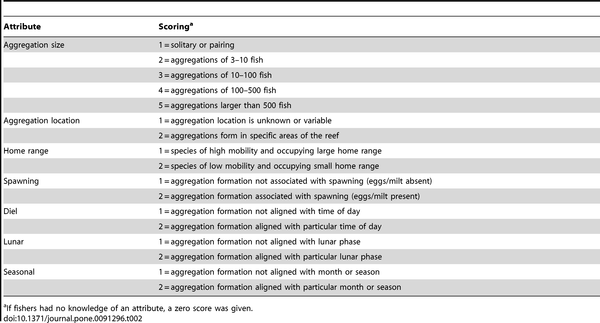 Attribute Scoringa
Aggregation size 1 = solitary or pairing
2 = aggregations of 3–10 fish
3 = aggregations of 10–100 fish
4 = aggregations of 100–500 fish
5 = aggregations larger than 500 fish
Aggregation location 1 = aggregation location is unknown or variable
2 = aggregations form in specific areas of the reef
Home range 1 = species of high mobility and occupying large home range
2 = species of low mobility and occupying small home range
Spawning 1 = aggregation formation not associated with spawning (eggs/milt absent)
2 = aggregation formation associated with spawning (eggs/milt present)
Diel 1 = aggregation formation not aligned with time of day
2 = aggregation formation aligned with particular time of day
Lunar 1 = aggregation formation not aligned with lunar phase
2 = aggregation formation aligned with particular lunar phase
Seasonal 1 = aggregation formation not aligned with month or season
2 = aggregation formation aligned particular month or season
aIf fishers had no knowledge of an attribute, a zero score was given.
doi:10.1371/journal.pone.0091296.t002